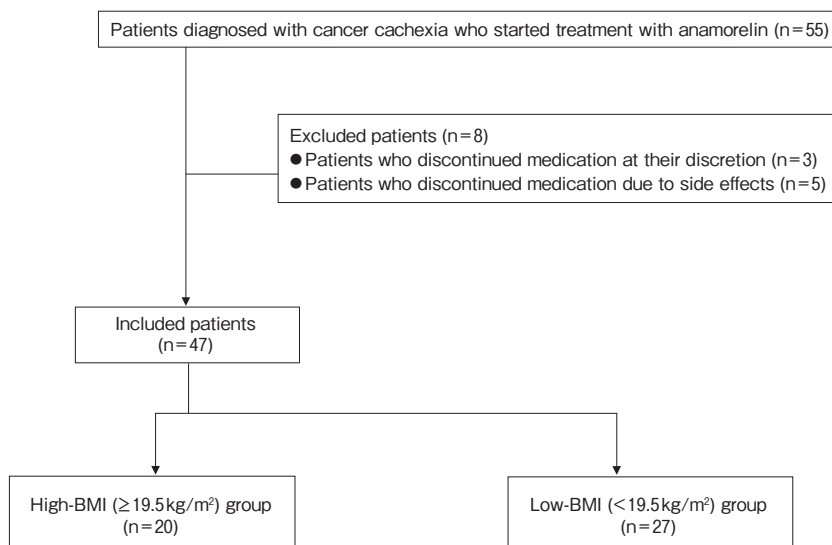 Patients diagnosed with cancer cachexia who started treatment with anamorelin (n=55)
Excluded patients (n=8)
●Patients who discontinued medication at their discretion (n=3)
●Patients who discontinued medication due to side effects (n=5)
Included patients
(n=47)
High-BMI (≥19.5kg/m²) group
(n=20)
Low-BMI (<19.5kg/m²) group
(n=27)